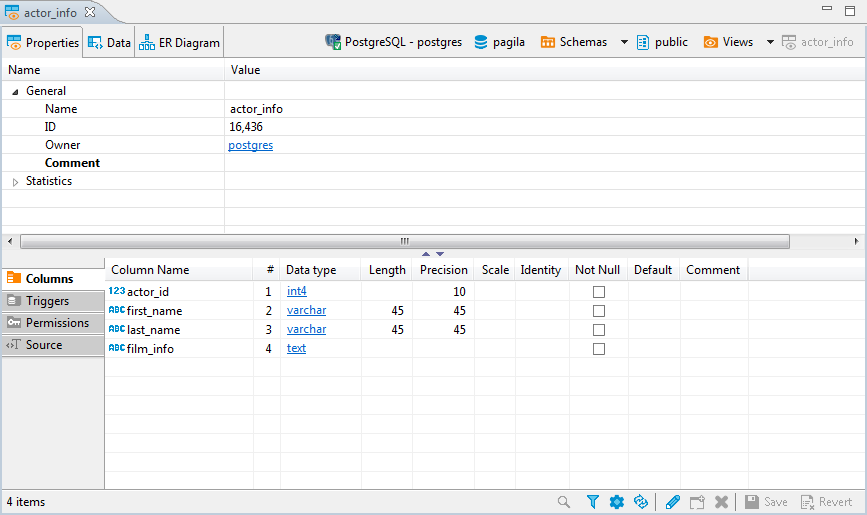 actor_info
Properties Data ER Diagram PostgreSQL - postgres pagila Schemas public Views actor_info
Name Value
General
Name actor_info
ID 16,436
Owner postgres
Comment
Statistics
Columns
Triggers
Permissions
Source
Column Name # Data type Length Precision Scale Identity Not Null Default Comment
123 actor_id 1 int4 10
ABC first_name 2 varchar 45 45
ABC last_name 3 varchar 45 45
ABC film_info 4 text
4 items Save Revert